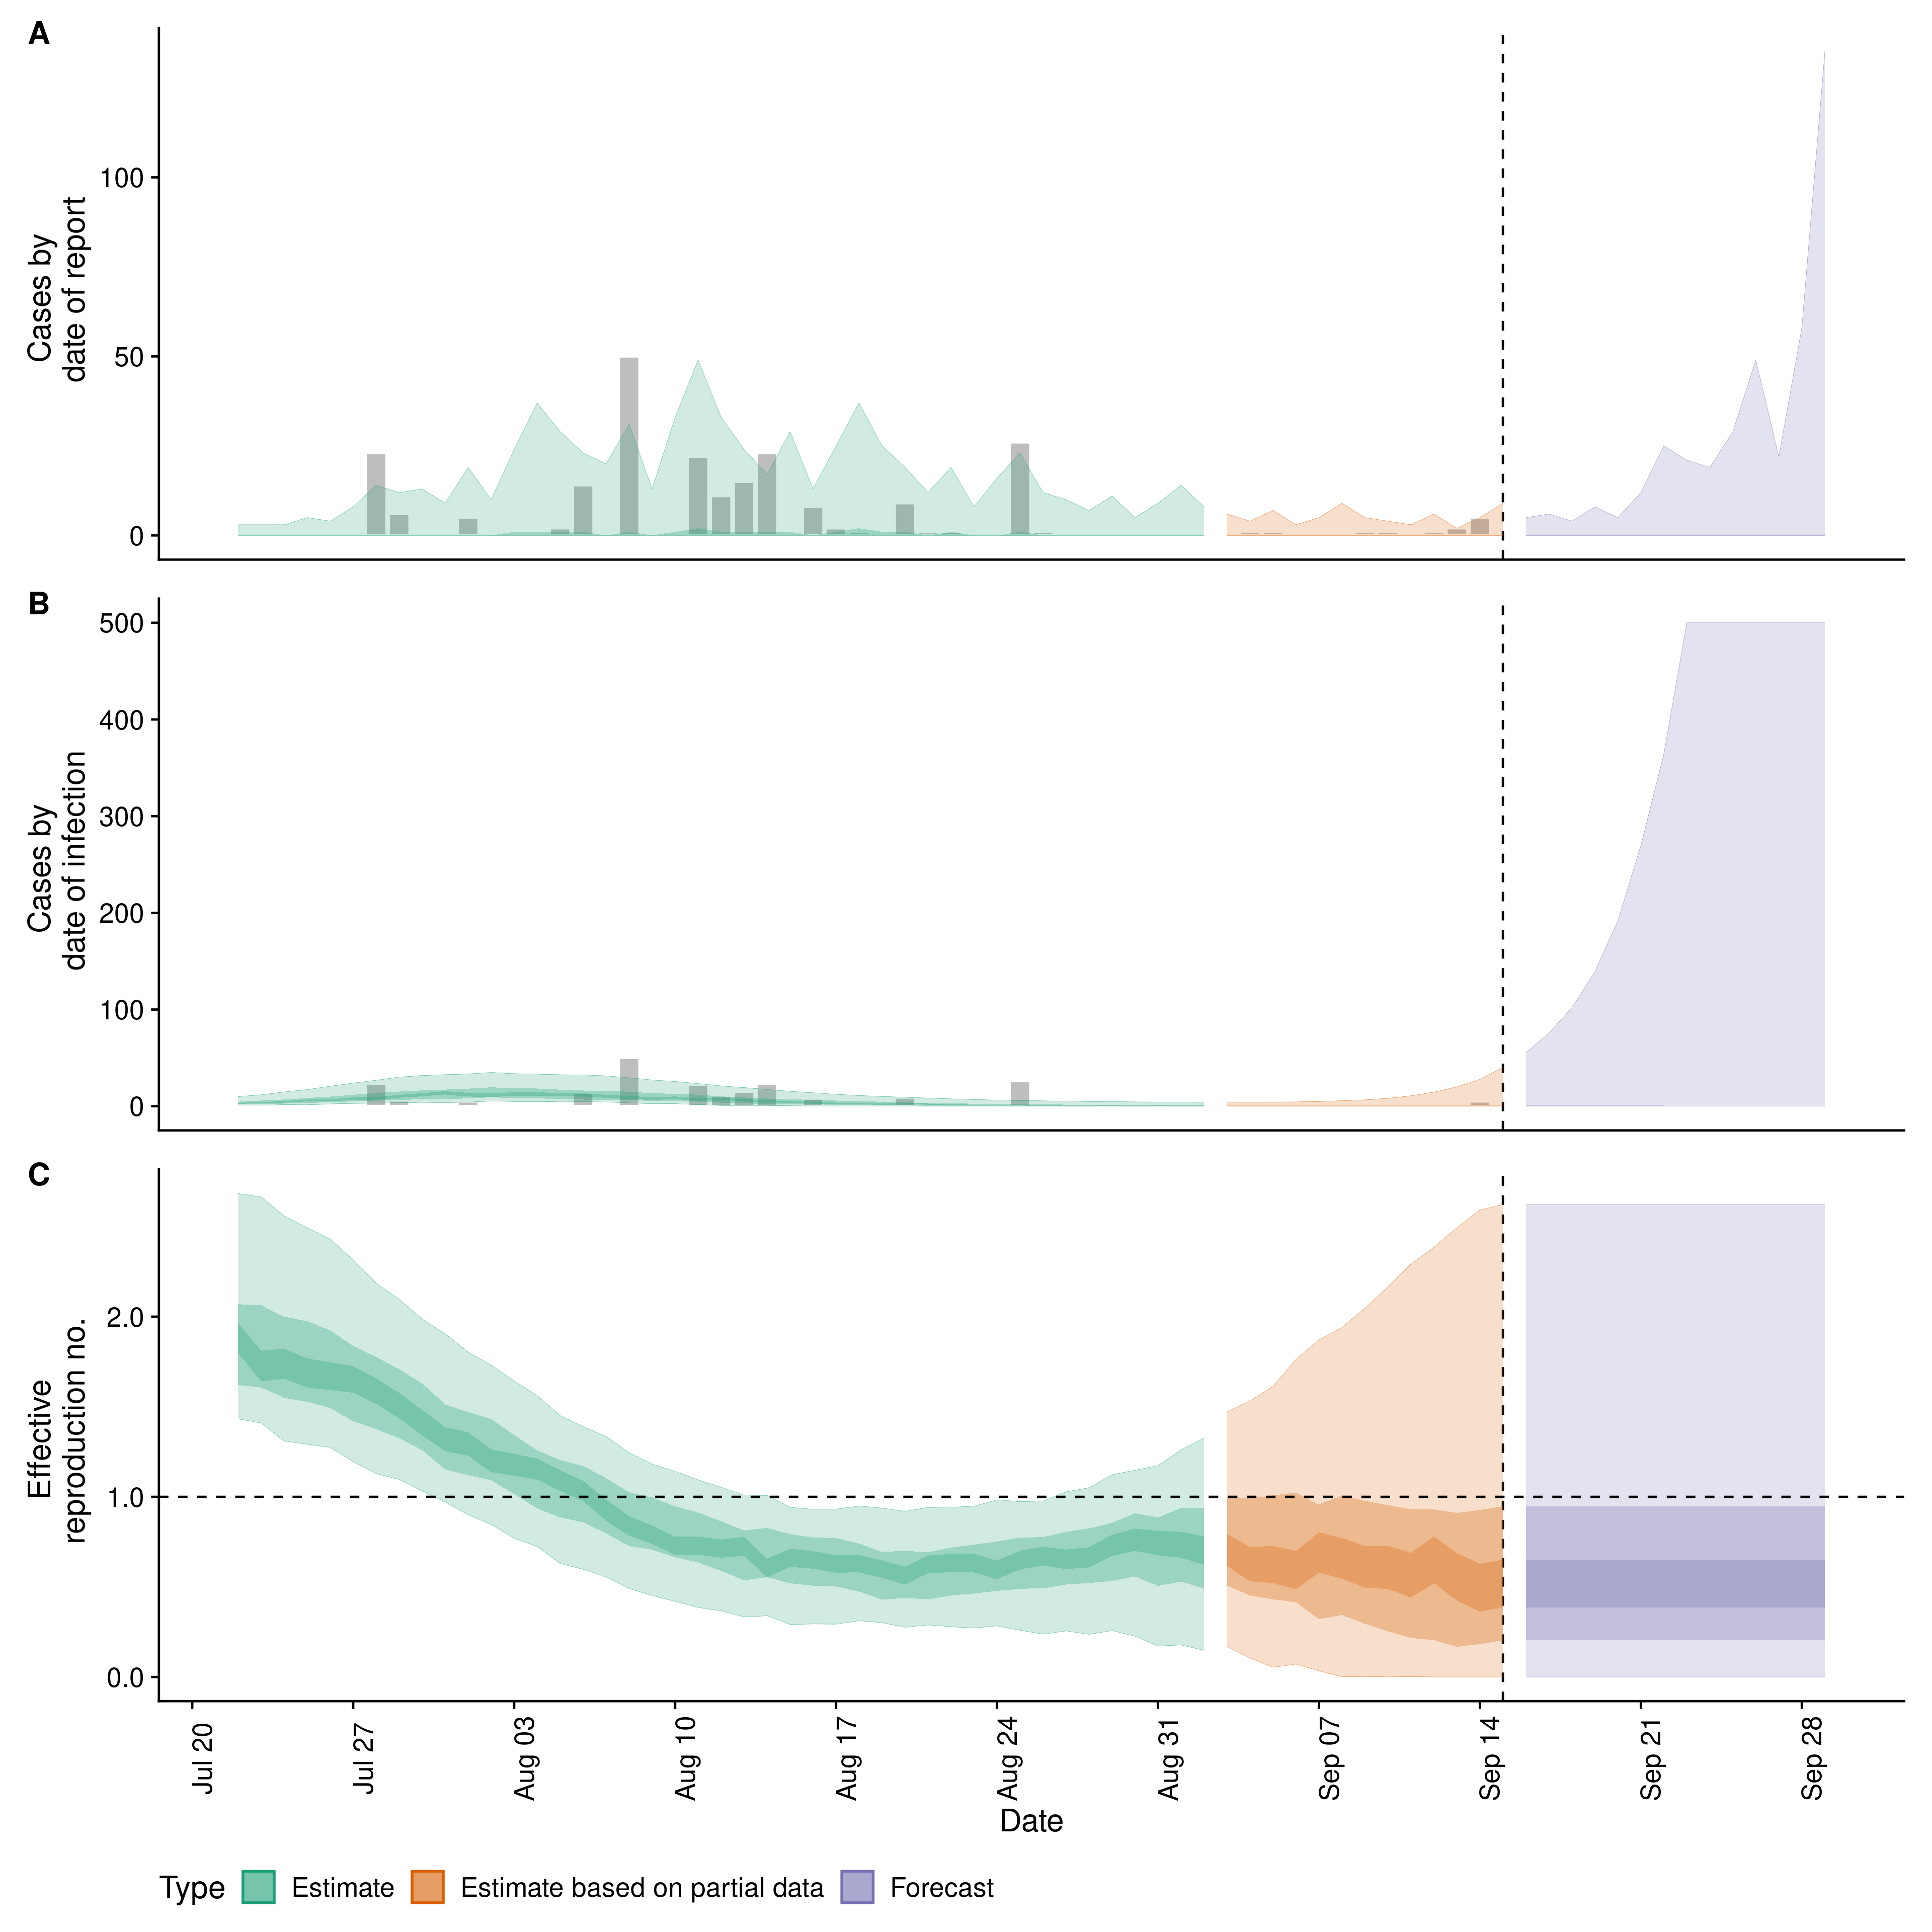 A
Cases by
date of report
100
50
0
B
Cases by
date of infection
500
400
300
200
100
0
C
Effective
reproduction no.
2.0
1.0
0.0
Jul 20
Jul 27
Aug 03
Aug 10
Aug 17
Aug 24
Aug 31
Sep 07
Sep 14
Sep 21
Sep 28
Date
Type Estimate Estimate based on partial data Forecast